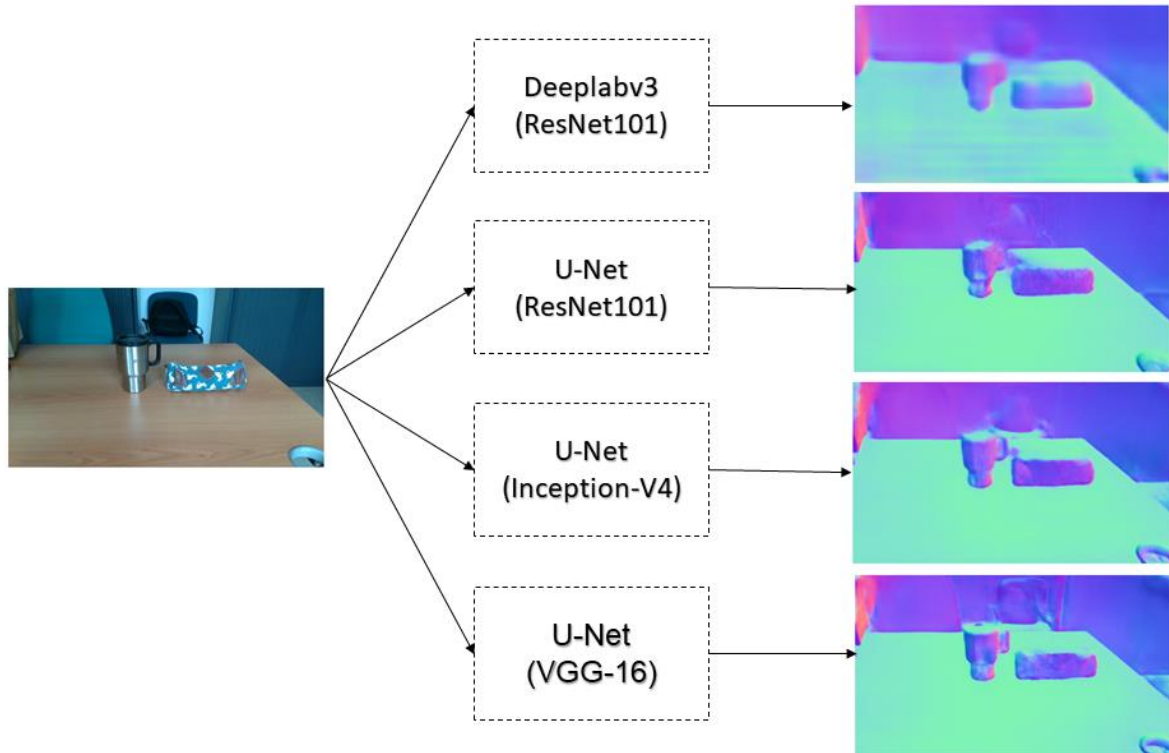 Deeplabv3
(ResNet101)
U-Net
(ResNet101)
U-Net
(Inception-V4)
U-Net
(VGG-16)